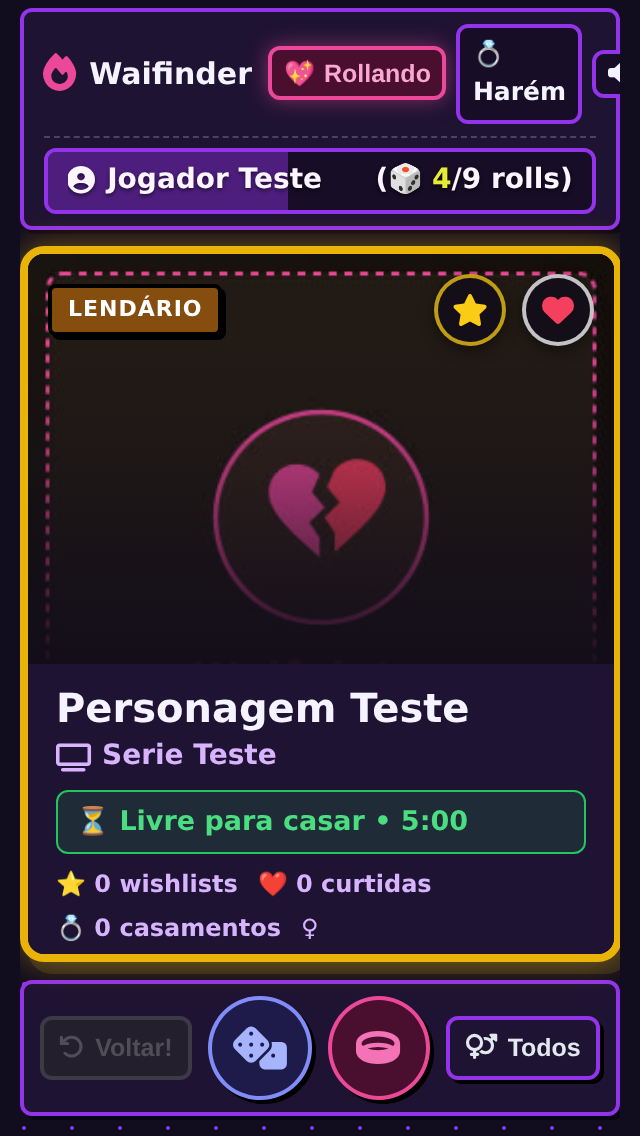 Waifinder
💖 Rollando
💍
Harém
Jogador Teste (🎲 4/9 rolls)
LENDÁRIO
Personagem Teste
Serie Teste
⏳ Livre para casar • 5:00
⭐ 0 wishlists ❤️ 0 curtidas
💍 0 casamentos ♀
Voltar!
Todos